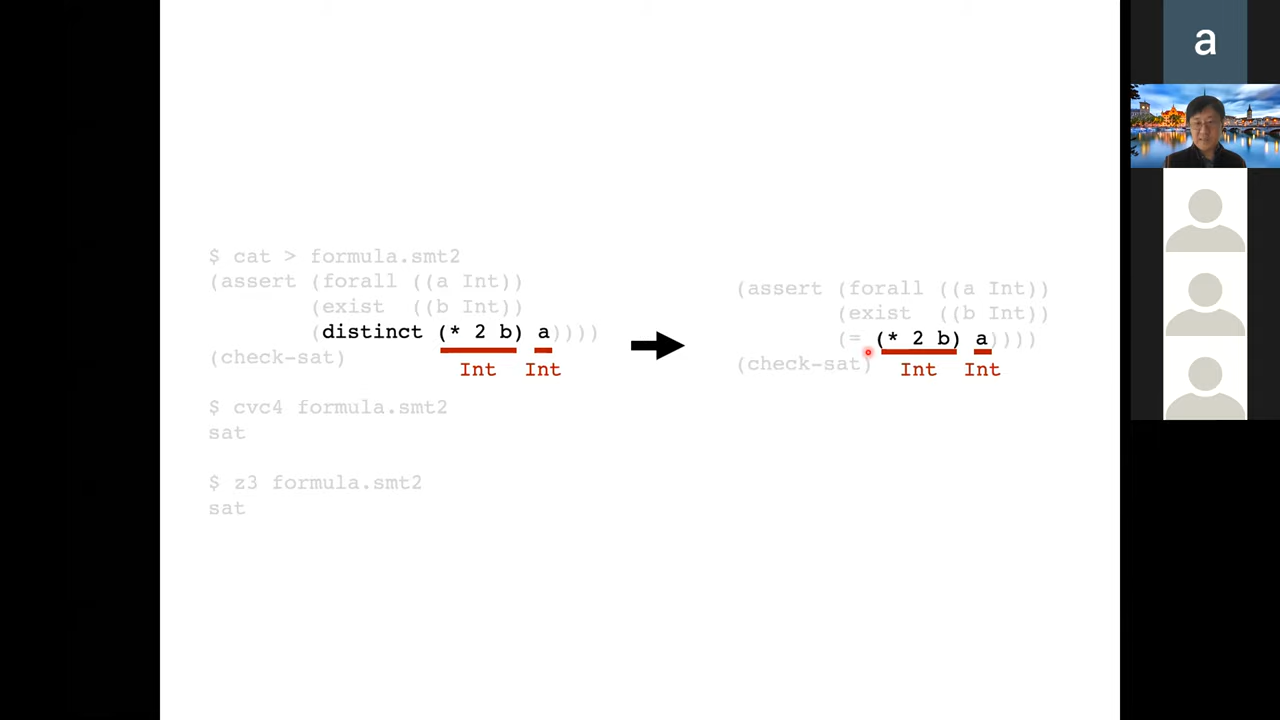 $ cat > formula.smt2
(assert (forall ((a Int))
(exist ((b Int))
(distinct (* 2 b) a))))
Int Int
(check-sat)
$ cvc4 formula.smt2
sat
$ z3 formula.smt2
sat
(assert (forall ((a Int))
(exist ((b Int))
(= (* 2 b) a))))
Int Int
(check-sat)
a